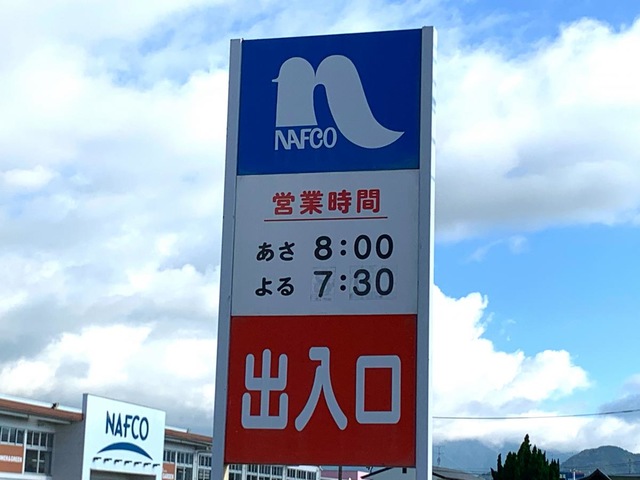 NAFCO
営業時間
あさ 8:00
よる 7:30
出入口
NAFCO